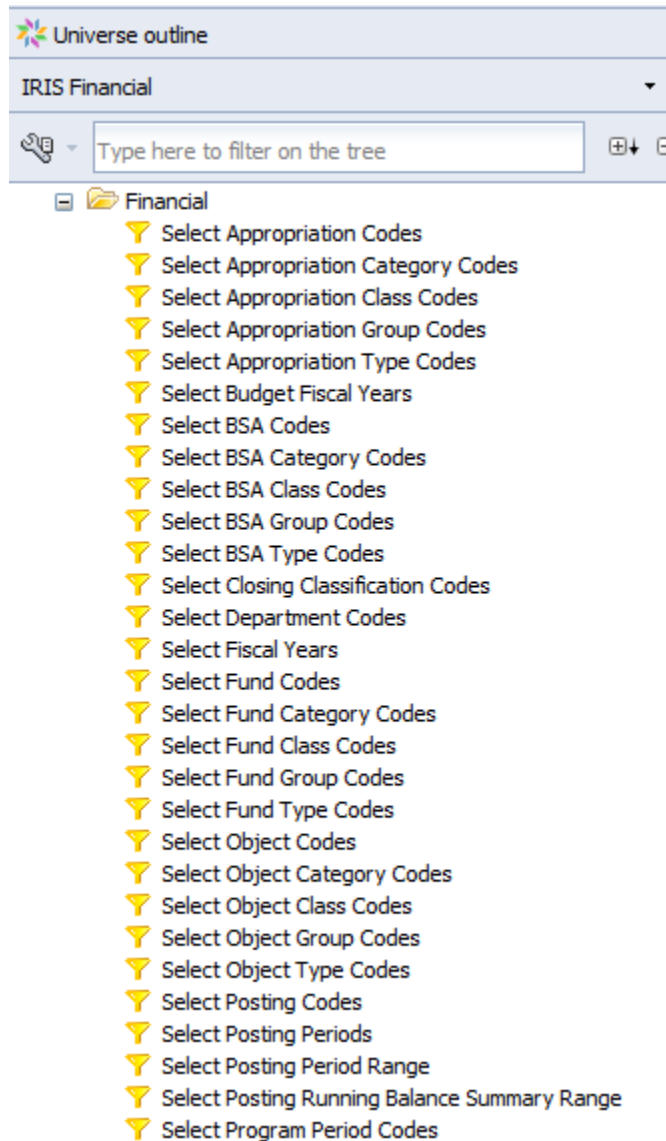 Universe outline
IRIS Financial
Type here to filter on the tree
Financial
Select Appropriation Codes
Select Appropriation Category Codes
Select Appropriation Class Codes
Select Appropriation Group Codes
Select Appropriation Type Codes
Select Budget Fiscal Years
Select BSA Codes
Select BSA Category Codes
Select BSA Class Codes
Select BSA Group Codes
Select BSA Type Codes
Select Closing Classification Codes
Select Department Codes
Select Fiscal Years
Select Fund Codes
Select Fund Category Codes
Select Fund Class Codes
Select Fund Group Codes
Select Fund Type Codes
Select Object Codes
Select Object Category Codes
Select Object Class Codes
Select Object Group Codes
Select Object Type Codes
Select Posting Codes
Select Posting Periods
Select Posting Period Range
Select Posting Running Balance Summary Range
Select Program Period Codes